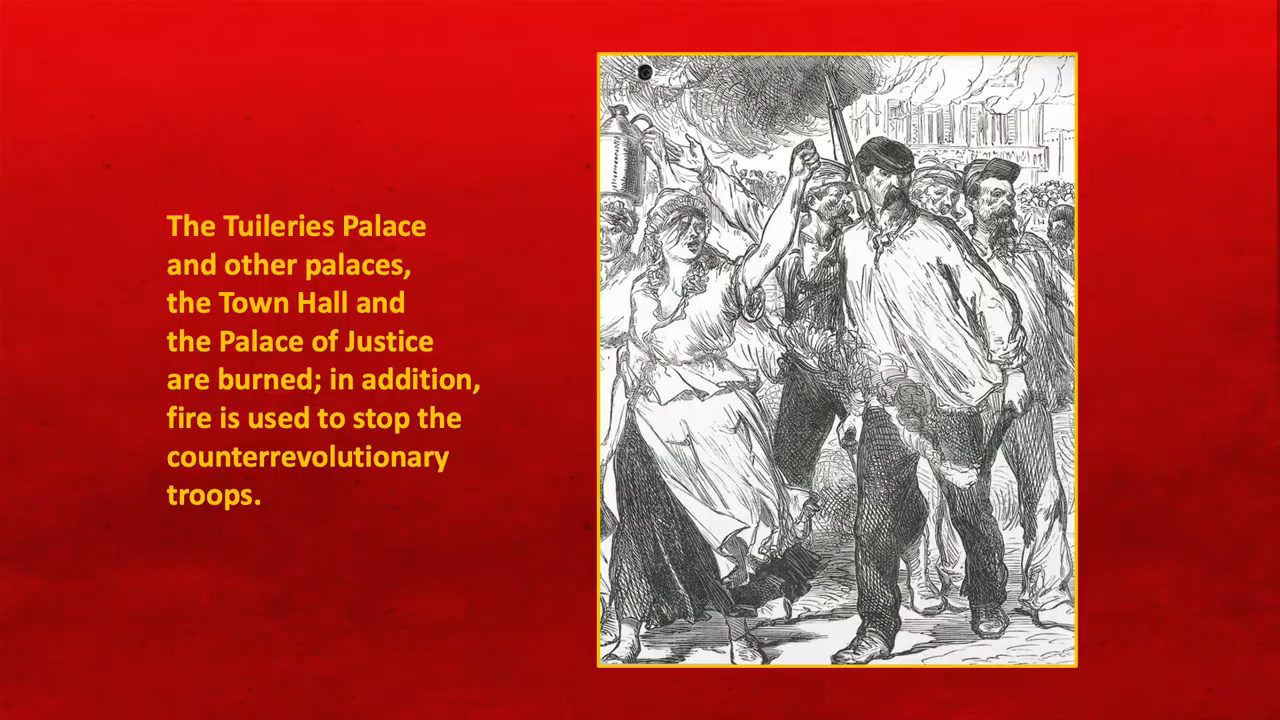 The Tuileries Palace
and other palaces,
the Town Hall and
the Palace of Justice
are burned; in addition,
fire is used to stop the
counterrevolutionary
troops.